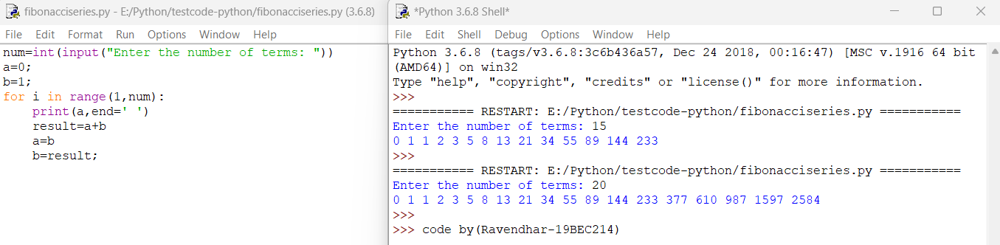 fibonacciseries.py - E:/Python/testcode-python/fibonacciseries.py (3.6.8)
File Edit Format Run Options Window Help
num=int(input("Enter the number of terms: "))
a=0;
b=1;
for i in range(1,num):
    print(a,end=' ')
    result=a+b
    a=b
    b=result;
*Python 3.6.8 Shell*
File Edit Shell Debug Options Window Help
Python 3.6.8 (tags/v3.6.8:3c6b436a57, Dec 24 2018, 00:16:47) [MSC v.1916 64 bit
(AMD64)] on win32
Type "help", "copyright", "credits" or "license()" for more information.
>>>
=========== RESTART: E:/Python/testcode-python/fibonacciseries.py ===========
Enter the number of terms: 15
0 1 1 2 3 5 8 13 21 34 55 89 144 233
>>>
=========== RESTART: E:/Python/testcode-python/fibonacciseries.py ===========
Enter the number of terms: 20
0 1 1 2 3 5 8 13 21 34 55 89 144 233 377 610 987 1597 2584
>>>
>>> code by(Ravendhar-19BEC214)